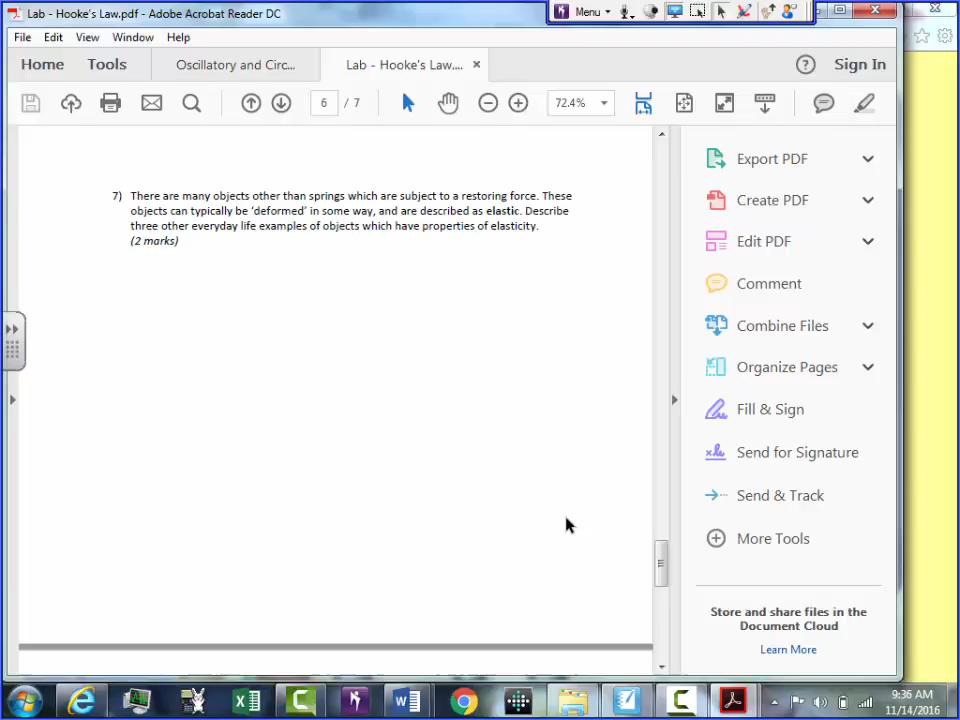 Lab - Hooke's Law.pdf - Adobe Acrobat Reader DC
Menu
File Edit View Window Help
Home Tools Oscillatory and Circ... Lab - Hooke's Law.... × Sign In
6 / 7 72.4%
7) There are many objects other than springs which are subject to a restoring force. These
objects can typically be 'deformed' in some way, and are described as elastic. Describe
three other everyday life examples of objects which have properties of elasticity.
(2 marks)
Export PDF
Create PDF
Edit PDF
Comment
Combine Files
Organize Pages
Fill & Sign
Send for Signature
Send & Track
More Tools
Store and share files in the
Document Cloud
Learn More
9:36 AM
11/14/2016